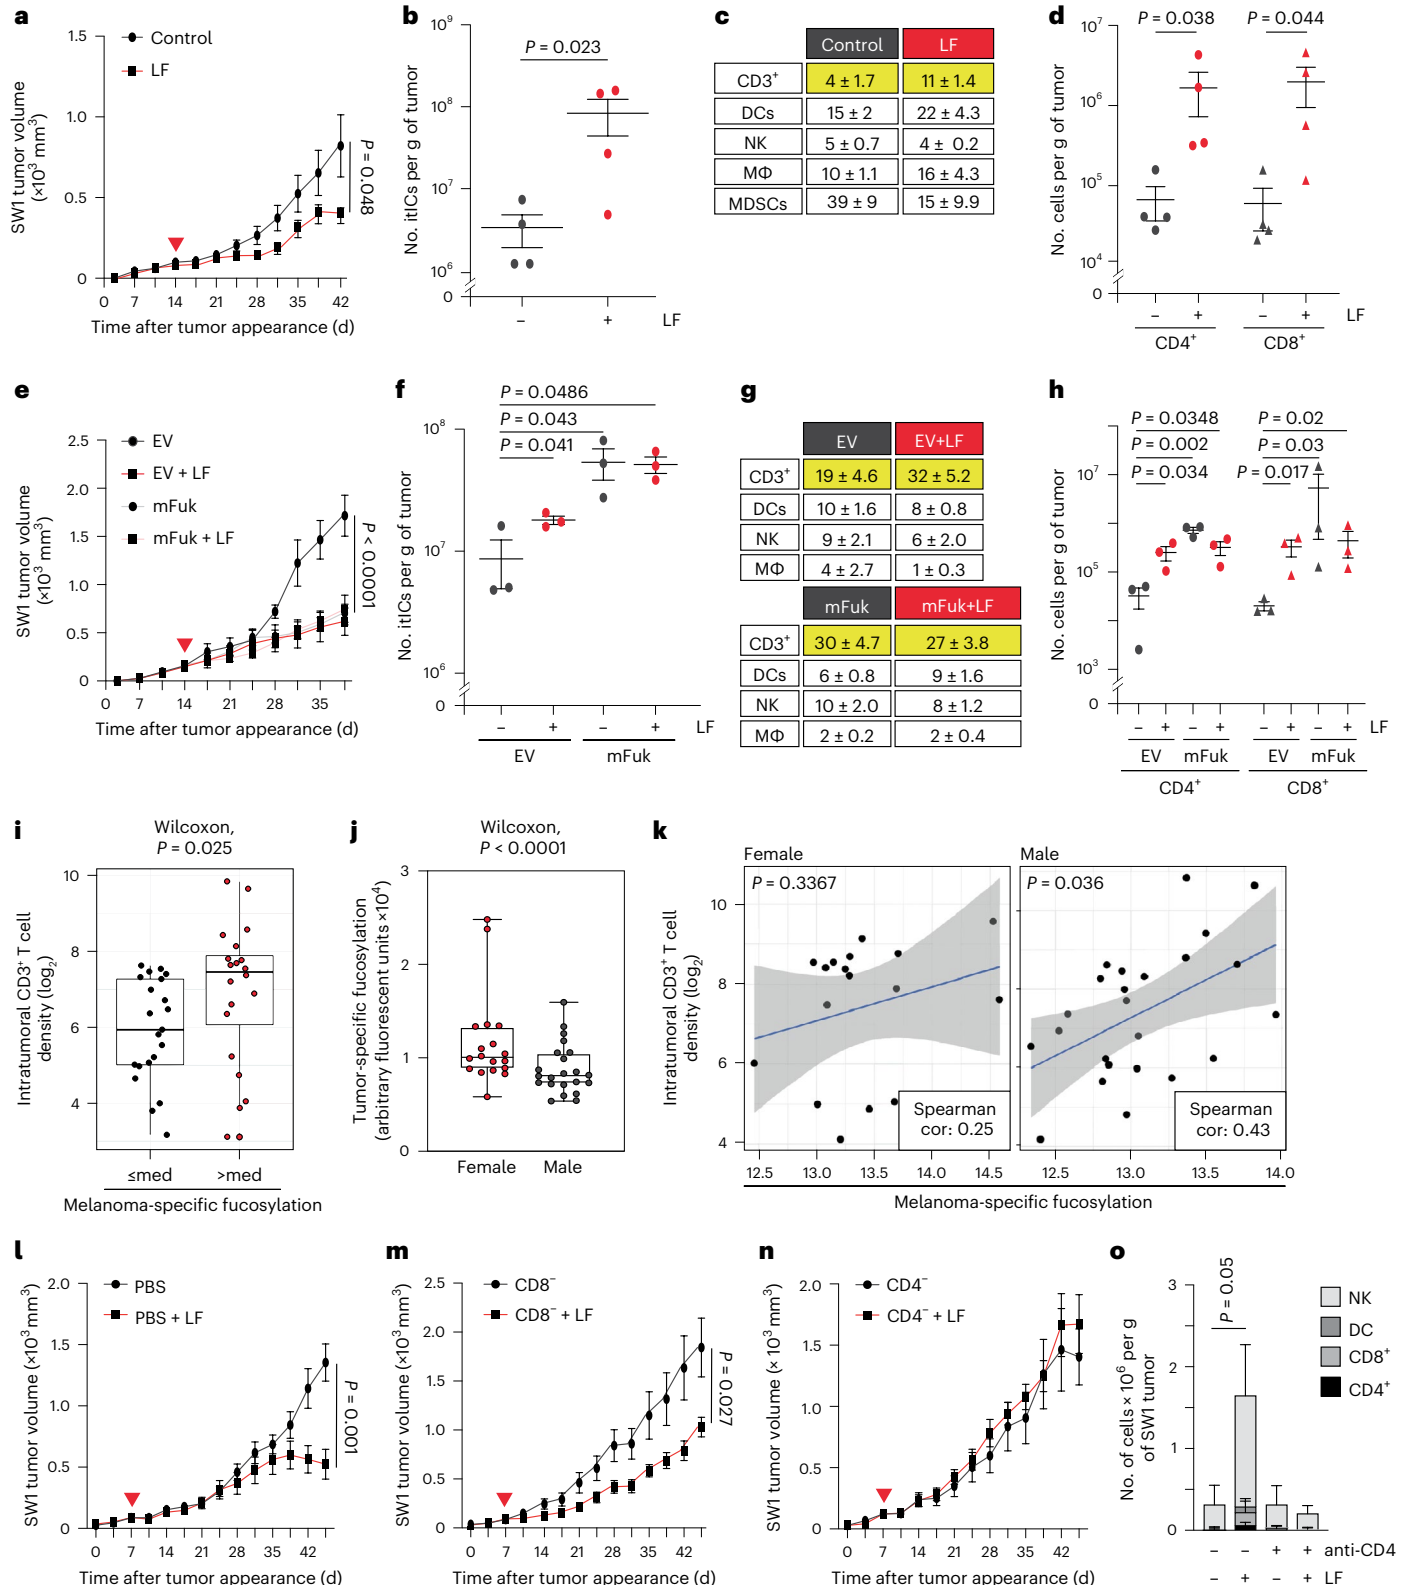 a
1.5
1.0
0.5
0
SW1 tumor volume
(×10³ mm³)
Control
LF
P = 0.048
0 7 14 21 28 35 42
Time after tumor appearance (d)
b
10⁹
10⁸
10⁷
10⁶
0
No. itICs per g of tumor
P = 0.023
– + LF
c
Control LF
CD3⁺ 4 ± 1.7 11 ± 1.4
DCs 15 ± 2 22 ± 4.3
NK 5 ± 0.7 4 ± 0.2
MΦ 10 ± 1.1 16 ± 4.3
MDSCs 39 ± 9 15 ± 9.9
d
10⁷
10⁶
10⁵
10⁴
0
No. cells per g of tumor
P = 0.038 P = 0.044
– + – + LF
CD4⁺ CD8⁺
e
2.5
2.0
1.5
1.0
0.5
0
SW1 tumor volume
(×10³ mm³)
EV
EV + LF
mFuk
mFuk + LF
P < 0.0001
0 7 14 21 28 35
Time after tumor appearance (d)
f
10⁸
10⁷
10⁶
0
No. itICs per g of tumor
P = 0.0486
P = 0.043
P = 0.041
– + – + LF
EV mFuk
g
EV EV+LF
CD3⁺ 19 ± 4.6 32 ± 5.2
DCs 10 ± 1.6 8 ± 0.8
NK 9 ± 2.1 6 ± 2.0
MΦ 4 ± 2.7 1 ± 0.3
mFuk mFuk+LF
CD3⁺ 30 ± 4.7 27 ± 3.8
DCs 6 ± 0.8 9 ± 1.6
NK 10 ± 2.0 8 ± 1.2
MΦ 2 ± 0.2 2 ± 0.4
h
10⁷
10⁵
10³
0
No. cells per g of tumor
P = 0.0348 P = 0.02
P = 0.002 P = 0.03
P = 0.034 P = 0.017
– + – + – + – + LF
EV mFuk EV mFuk
CD4⁺ CD8⁺
i
Wilcoxon,
P = 0.025
10
8
6
4
Intratumoral CD3⁺ T cell
density (log₂)
≤med >med
Melanoma-specific fucosylation
j
Wilcoxon,
P < 0.0001
3
2
1
0
Tumor-specific fucosylation
(arbitrary fluorescent units ×10⁴)
Female Male
k
Female Male
P = 0.3367 P = 0.036
10
8
6
4
Intratumoral CD3⁺ T cell
density (log₂)
Spearman
cor: 0.25
Spearman
cor: 0.43
12.5 13.0 13.5 14.0 14.5 12.5 13.0 13.5 14.0
Melanoma-specific fucosylation
l
2.0
1.5
1.0
0.5
0
SW1 tumor volume (×10³ mm³)
PBS
PBS + LF
P = 0.001
0 7 14 21 28 35 42
Time after tumor appearance (d)
m
2.5
2.0
1.5
1.0
0.5
0
SW1 tumor volume (×10³ mm³)
CD8⁻
CD8⁻ + LF
P = 0.027
0 7 14 21 28 35 42
Time after tumor appearance (d)
n
2.0
1.5
1.0
0.5
0
SW1 tumor volume (× 10³ mm³)
CD4⁻
CD4⁻ + LF
0 7 14 21 28 35 42
Time after tumor appearance (d)
o
3
2
1
0
No. of cells × 10⁶ per g
of SW1 tumor
P = 0.05
NK
DC
CD8⁺
CD4⁺
– – + + anti-CD4
– + – + LF